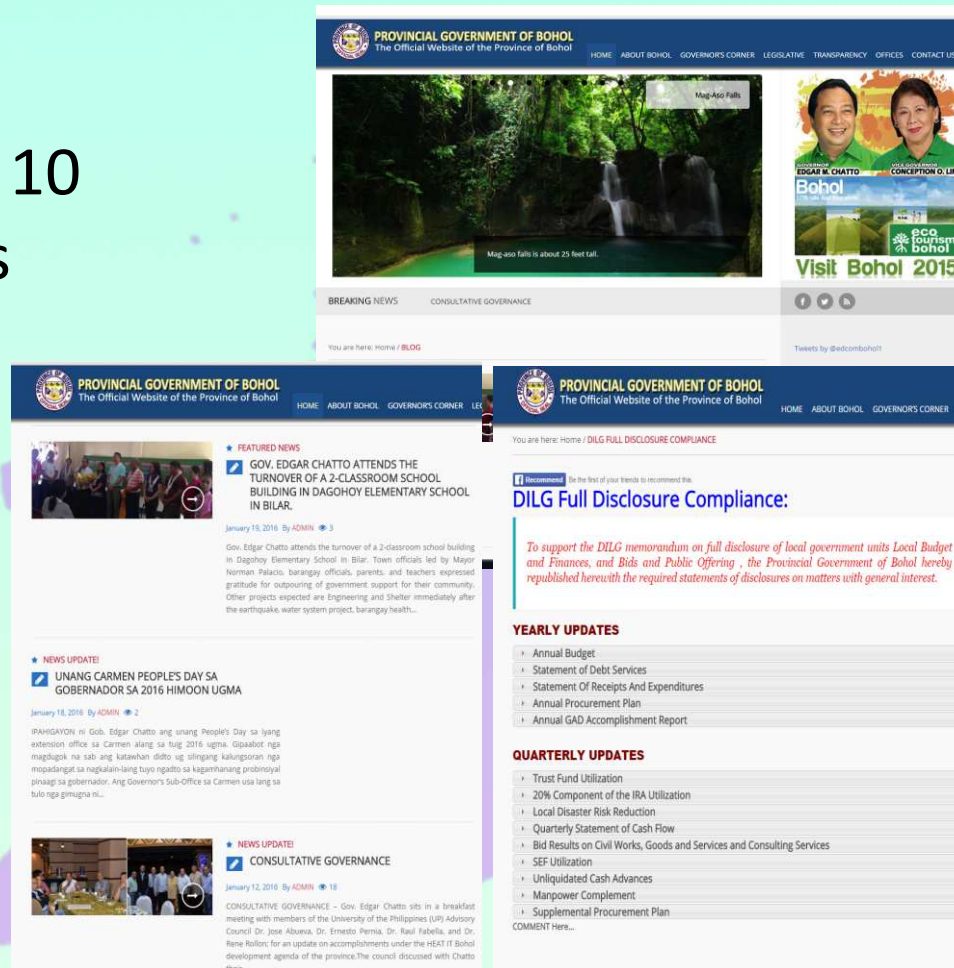 10
s
PROVINCIAL GOVERNMENT OF BOHOL
The Official Website of the Province of Bohol
HOME ABOUT BOHOL GOVERNOR'S CORNER LEGISLATIVE TRANSPARENCY OFFICES CONTACT US
Mag-Aso Falls
Mag-aso falls is about 25 feet tall.
GOVERNOR
EDGAR M. CHATTO
VICE GOVERNOR
CONCEPTION O. LIM
Bohol
eco
tourism
bohol
Visit Bohol 2015
BREAKING NEWS CONSULTATIVE GOVERNANCE
You are here: Home / BLOG
Tweets by @edcombohol1
PROVINCIAL GOVERNMENT OF BOHOL
The Official Website of the Province of Bohol
HOME ABOUT BOHOL GOVERNOR'S CORNER LEG
FEATURED NEWS
GOV. EDGAR CHATTO ATTENDS THE
TURNOVER OF A 2-CLASSROOM SCHOOL
BUILDING IN DAGOHOY ELEMENTARY SCHOOL
IN BILAR.
January 19, 2016 By ADMIN 3
Gov. Edgar Chatto attends the turnover of a 2-classroom school building
in Dagohoy Elementary School in Bilar. Town officials led by Mayor
Norman Palacio, barangay officials, parents, and teachers expressed
gratitude for outpouring of government support for their community.
Other projects expected are Engineering and Shelter immediately after
the earthquake, water system project, barangay health...
NEWS UPDATE!
UNANG CARMEN PEOPLE'S DAY SA
GOBERNADOR SA 2016 HIMOON UGMA
January 18, 2016 By ADMIN 2
IPAHIGAYON ni Gob. Edgar Chatto ang unang People's Day sa iyang
extension office sa Carmen alang sa tuig 2016 ugma. Gipaabot nga
magdugok na sab ang katawhan didto ug silingang kalungsoran nga
mopadangat sa nagkalain-laing tuyo ngadto sa kagamhanang probinsiyal
pinaagi sa gobernador. Ang Governor's Sub-Office sa Carmen usa lang sa
tulo nga gimugna ni...
NEWS UPDATE!
CONSULTATIVE GOVERNANCE
January 12, 2016 By ADMIN 18
CONSULTATIVE GOVERNANCE – Gov. Edgar Chatto sits in a breakfast
meeting with members of the University of the Philippines (UP) Advisory
Council Dr. Jose Abueva, Dr. Ernesto Pernia, Dr. Raul Fabella, and Dr.
Rene Rollon; for an update on accomplishments under the HEAT IT Bohol
development agenda of the province.The council discussed with Chatto
PROVINCIAL GOVERNMENT OF BOHOL
The Official Website of the Province of Bohol
HOME ABOUT BOHOL GOVERNOR'S CORNER
You are here: Home / DILG FULL DISCLOSURE COMPLIANCE
Recommend Be the first of your friends to recommend this.
DILG Full Disclosure Compliance:
To support the DILG memorandum on full disclosure of local government units Local Budget
and Finances, and Bids and Public Offering , the Provincial Government of Bohol hereby
republished herewith the required statements of disclosures on matters with general interest.
YEARLY UPDATES
Annual Budget
Statement of Debt Services
Statement Of Receipts And Expenditures
Annual Procurement Plan
Annual GAD Accomplishment Report
QUARTERLY UPDATES
Trust Fund Utilization
20% Component of the IRA Utilization
Local Disaster Risk Reduction
Quarterly Statement of Cash Flow
Bid Results on Civil Works, Goods and Services and Consulting Services
SEF Utilization
Unliquidated Cash Advances
Manpower Complement
Supplemental Procurement Plan
COMMENT Here...